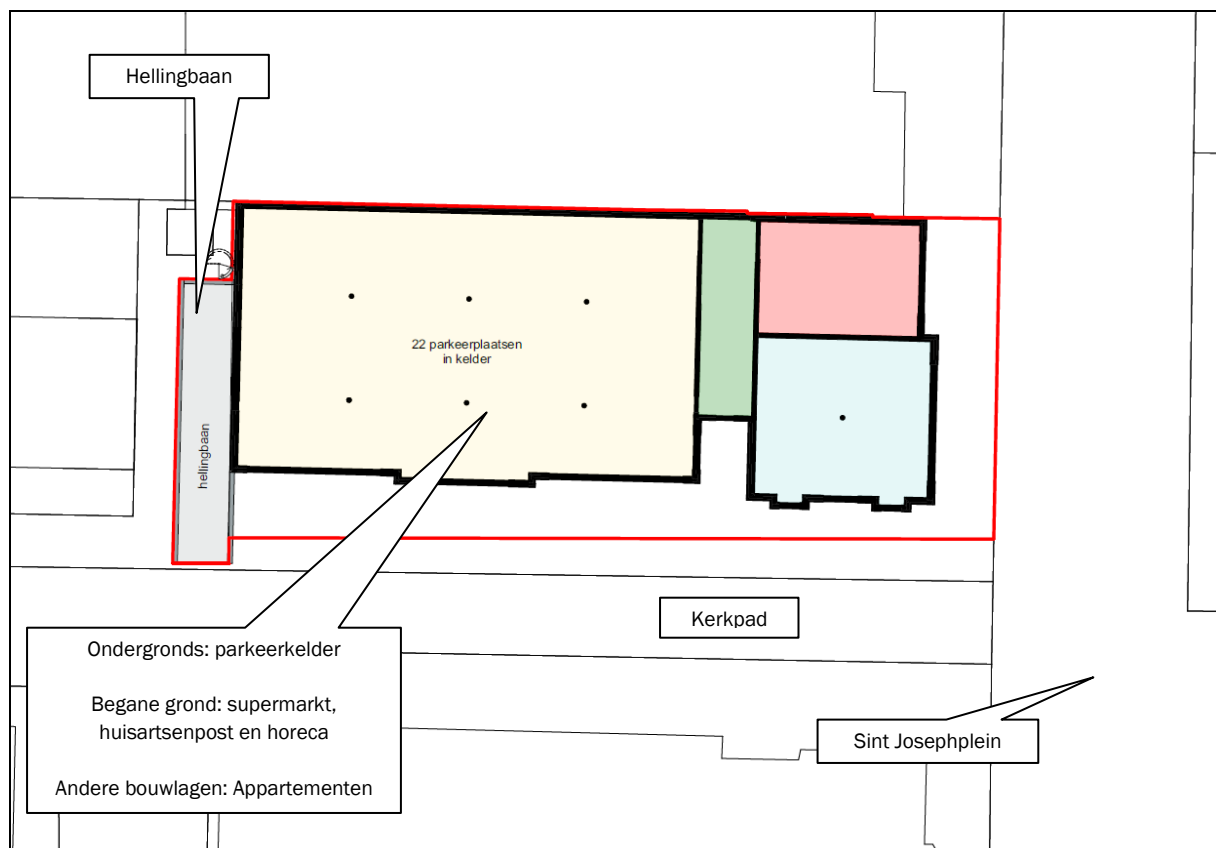 Hellingbaan
22 parkeerplaatsen
in kelder
hellingbaan
Kerkpad
Ondergronds: parkeerkelder
Begane grond: supermarkt,
huisartsenpost en horeca
Andere bouwlagen: Appartementen
Sint Josephplein